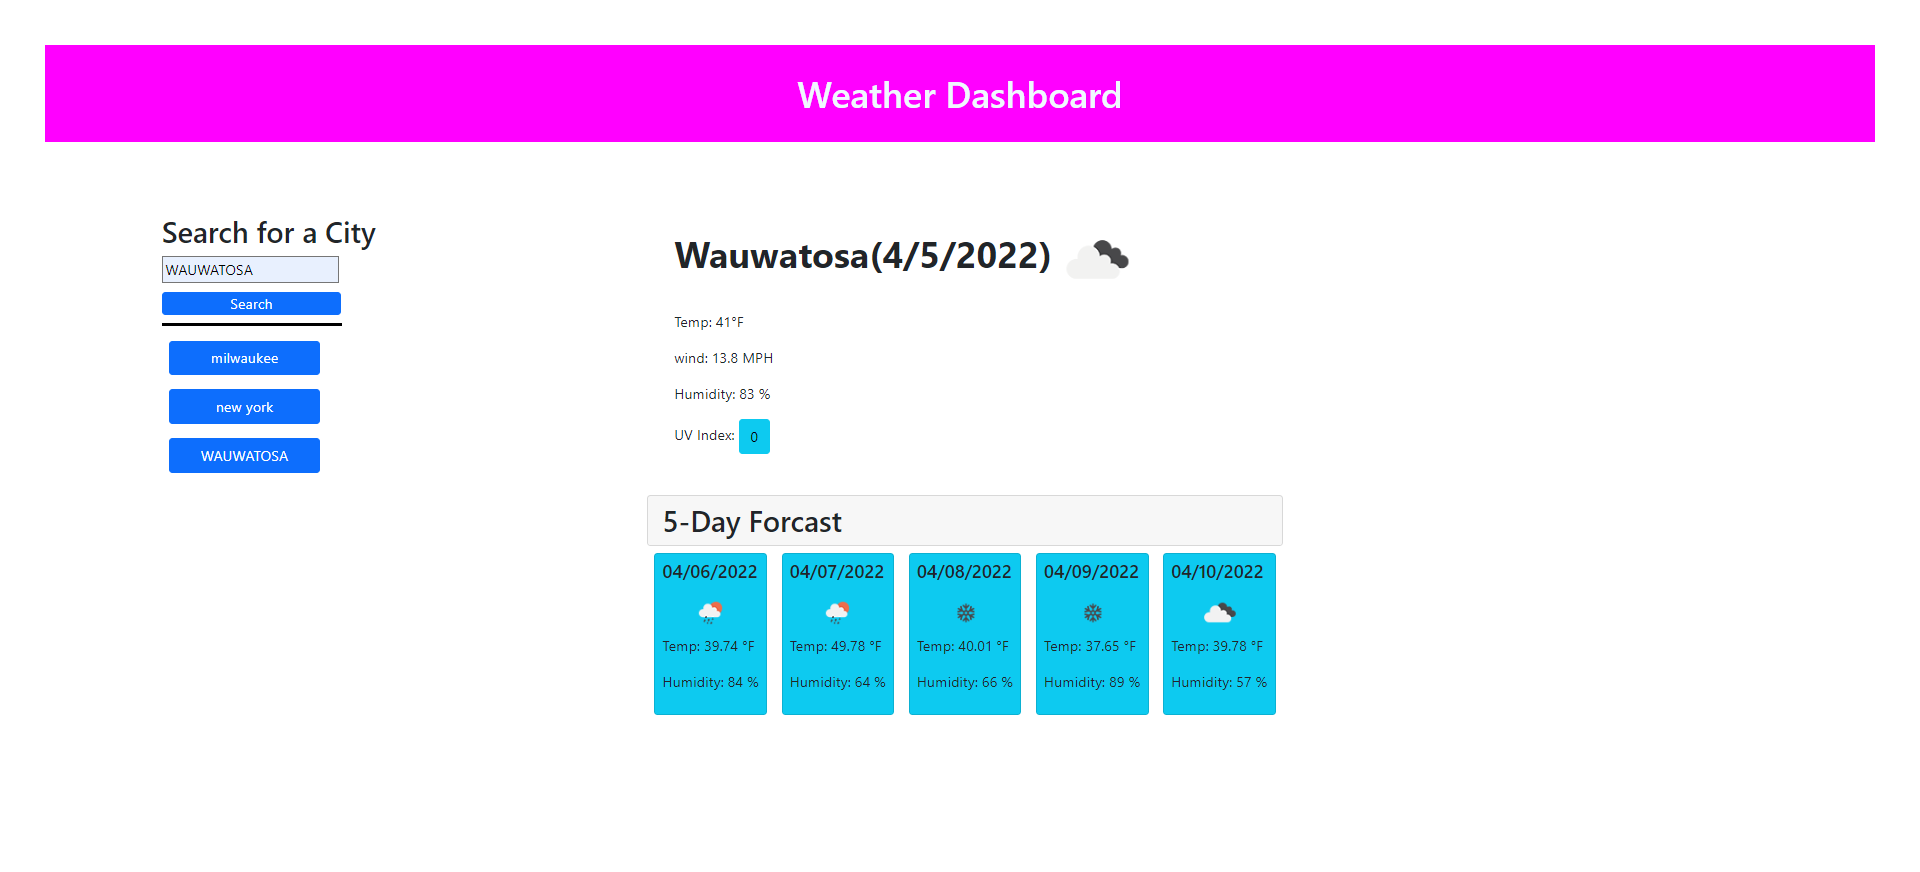 Weather Dashboard
Search for a City
WAUWATOSA
Search
milwaukee
new york
WAUWATOSA
Wauwatosa(4/5/2022)
Temp: 41°F
wind: 13.8 MPH
Humidity: 83 %
UV Index: 0
5-Day Forcast
04/06/2022
Temp: 39.74 °F
Humidity: 84 %
04/07/2022
Temp: 49.78 °F
Humidity: 64 %
04/08/2022
Temp: 40.01 °F
Humidity: 66 %
04/09/2022
Temp: 37.65 °F
Humidity: 89 %
04/10/2022
Temp: 39.78 °F
Humidity: 57 %